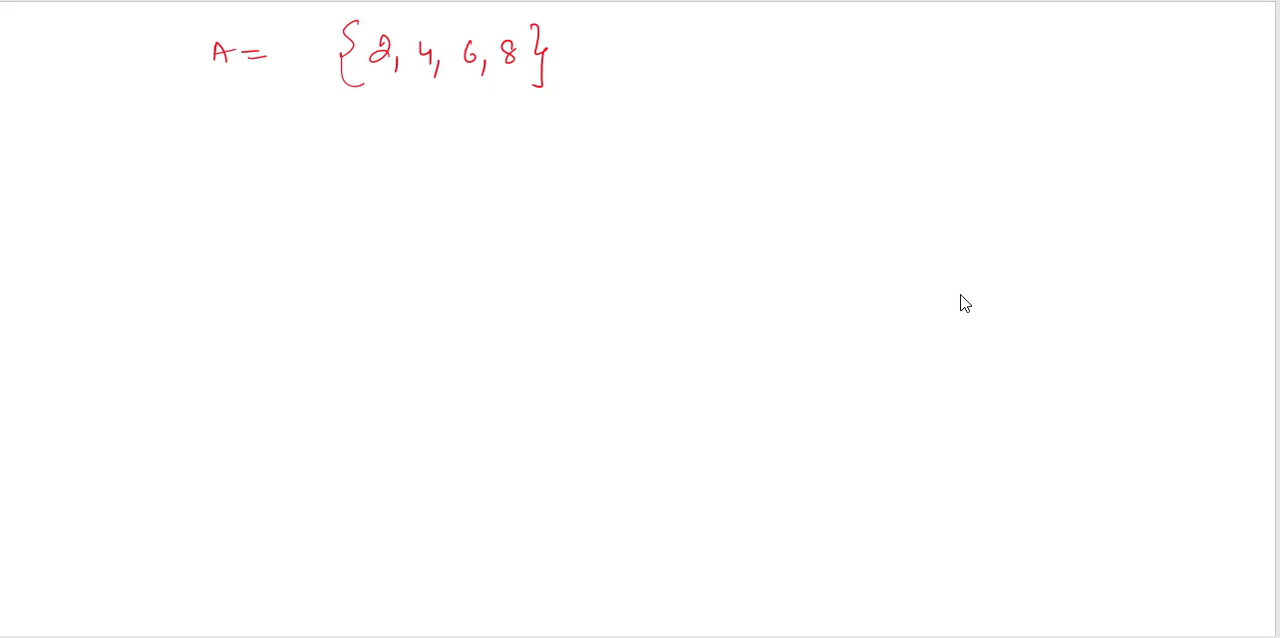 A = {2, 4, 6, 8}